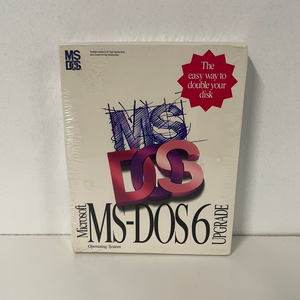 MS
DOS
The
easy way to
double your
disk
MS
DOS
Microsoft
MS-DOS 6
UPGRADE
Operating System